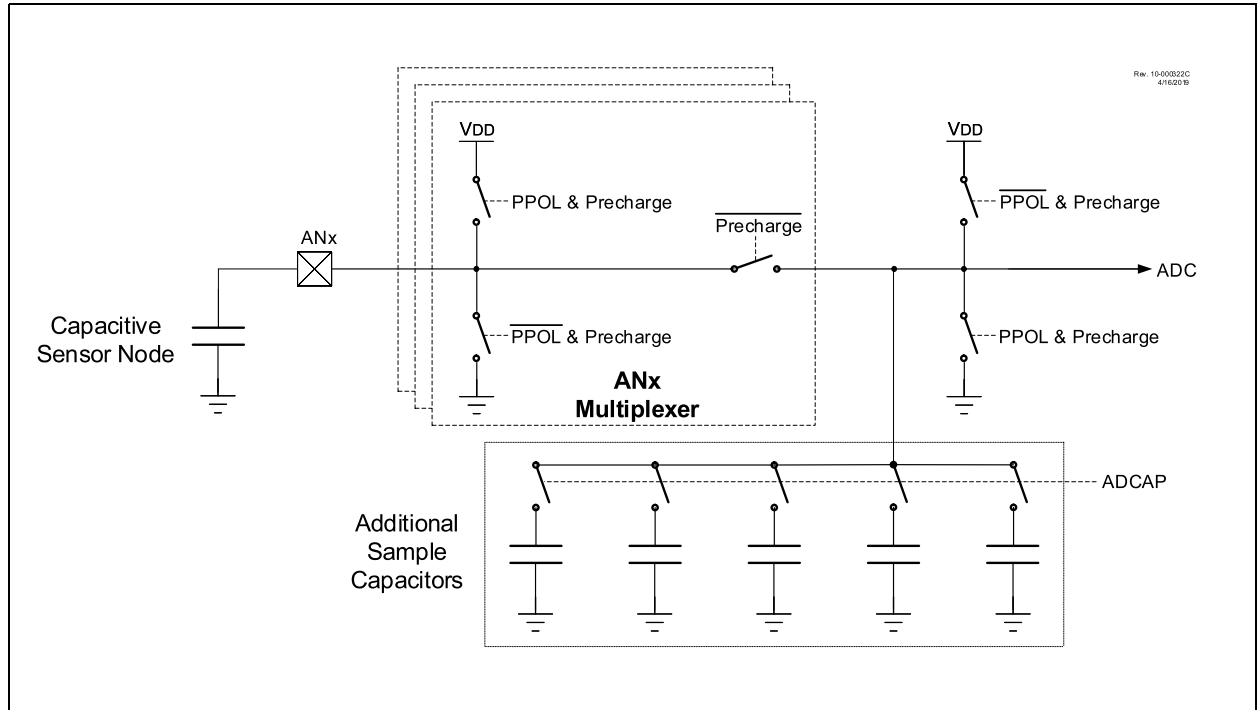 Rev. 10-000322C
4/16/2019
VDD
VDD
PPOL & Precharge
PPOL & Precharge
Precharge
ANx
ADC
Capacitive
Sensor Node
PPOL & Precharge
PPOL & Precharge
ANx
Multiplexer
ADCAP
Additional
Sample
Capacitors